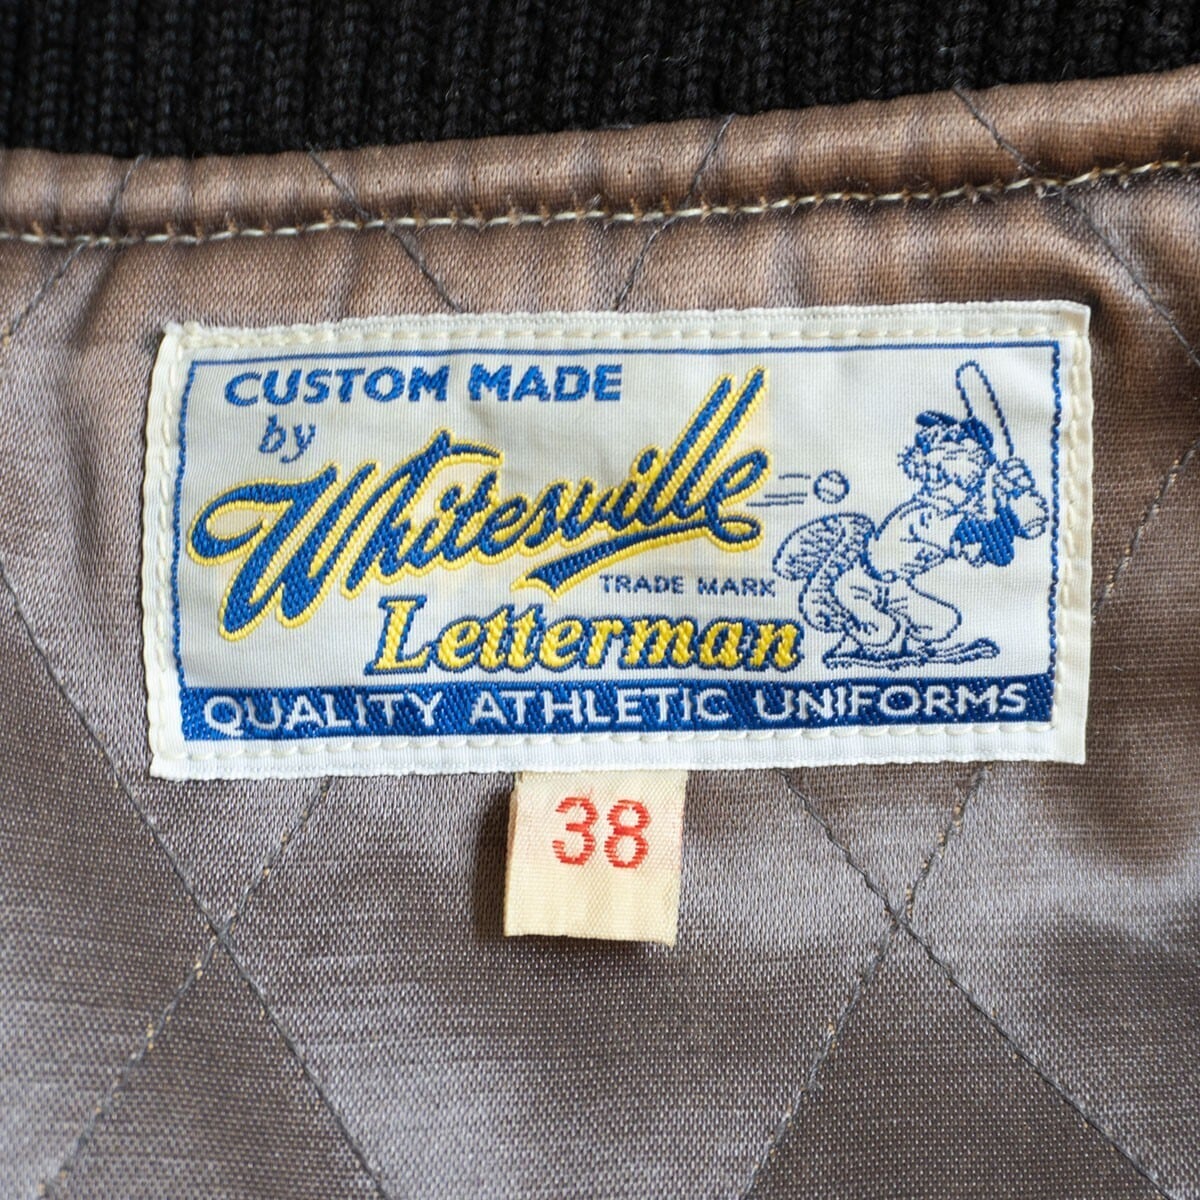 CUSTOM MADE
by
Whitesville
TRADE MARK
Letterman
QUALITY ATHLETIC UNIFORMS
38